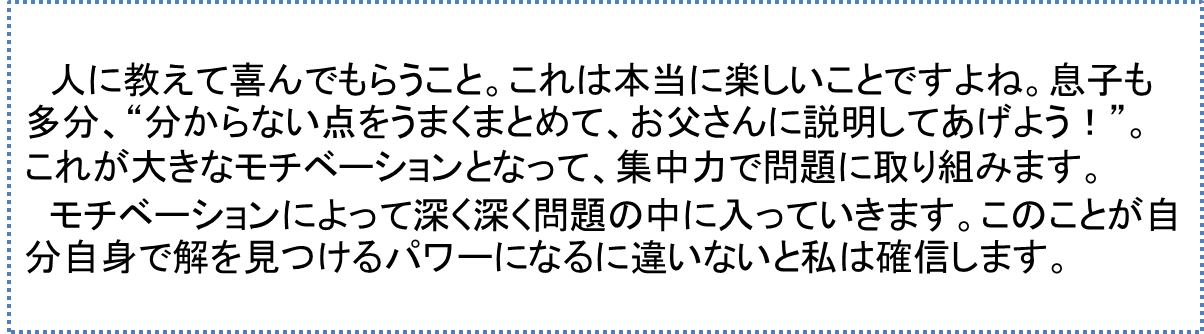 人に教えて喜んでもらうこと。これは本当に楽しいことですよね。息子も
多分、“分からない点をうまくまとめて、お父さんに説明してあげよう！”。
これが大きなモチベーションとなって、集中力で問題に取り組みます。
　モチベーションによって深く深く問題の中に入っていきます。このことが自
分自身で解を見つけるパワーになるに違いないと私は確信します。